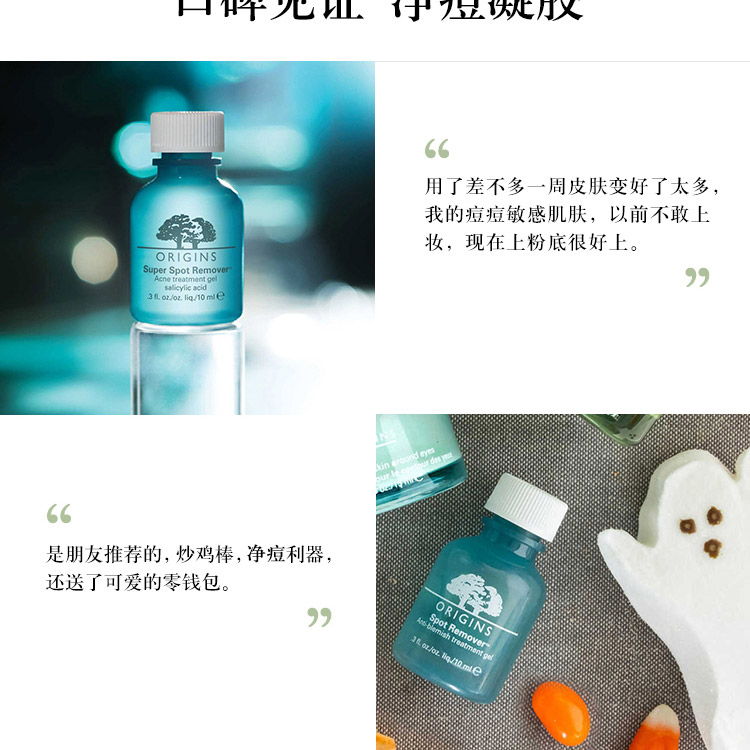 口碑见证 净痘凝胶
用了差不多一周皮肤变好了太多，
我的痘痘敏感肌肤，以前不敢上
妆，现在上粉底很好上。
ORIGINS
Super Spot Remover™
Acne treatment gel
salicylic acid
.3 fl. oz./oz. liq./10 ml e
是朋友推荐的，炒鸡棒，净痘利器，
还送了可爱的零钱包。
skin around eyes
ORIGINS
Spot Remover™
Anti-blemish treatment gel
.3 fl. oz./oz. liq./10 ml e